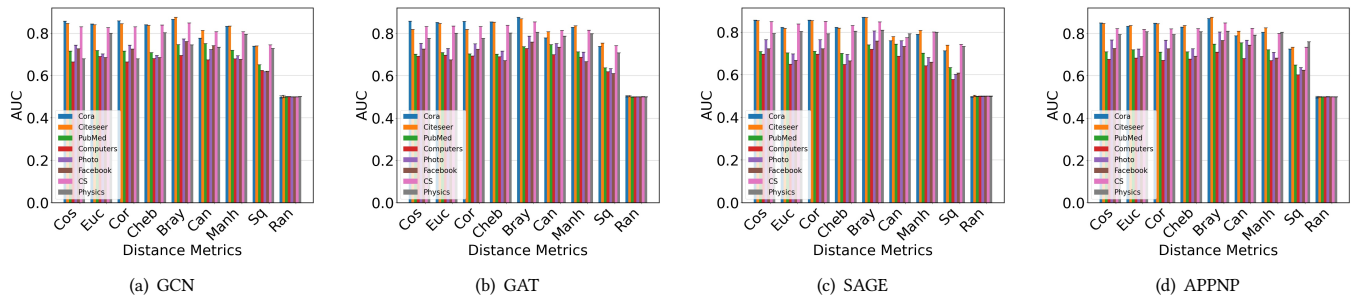 AUC
0.8
0.6
0.4
0.2
0.0
Cora
Citeseer
PubMed
Computers
Photo
Facebook
CS
Physics
Cos Euc Cor Cheb Bray Can Manh Sq Ran
Distance Metrics
(a) GCN
AUC
0.8
0.6
0.4
0.2
0.0
Cora
Citeseer
PubMed
Computers
Photo
Facebook
CS
Physics
Cos Euc Cor Cheb Bray Can Manh Sq Ran
Distance Metrics
(b) GAT
AUC
0.8
0.6
0.4
0.2
0.0
Cora
Citeseer
PubMed
Computers
Photo
Facebook
CS
Physics
Cos Euc Cor Cheb Bray Can Manh Sq Ran
Distance Metrics
(c) SAGE
AUC
0.8
0.6
0.4
0.2
0.0
Cora
Citeseer
PubMed
Computers
Photo
Facebook
CS
Physics
Cos Euc Cor Cheb Bray Can Manh Sq Ran
Distance Metrics
(d) APPNP